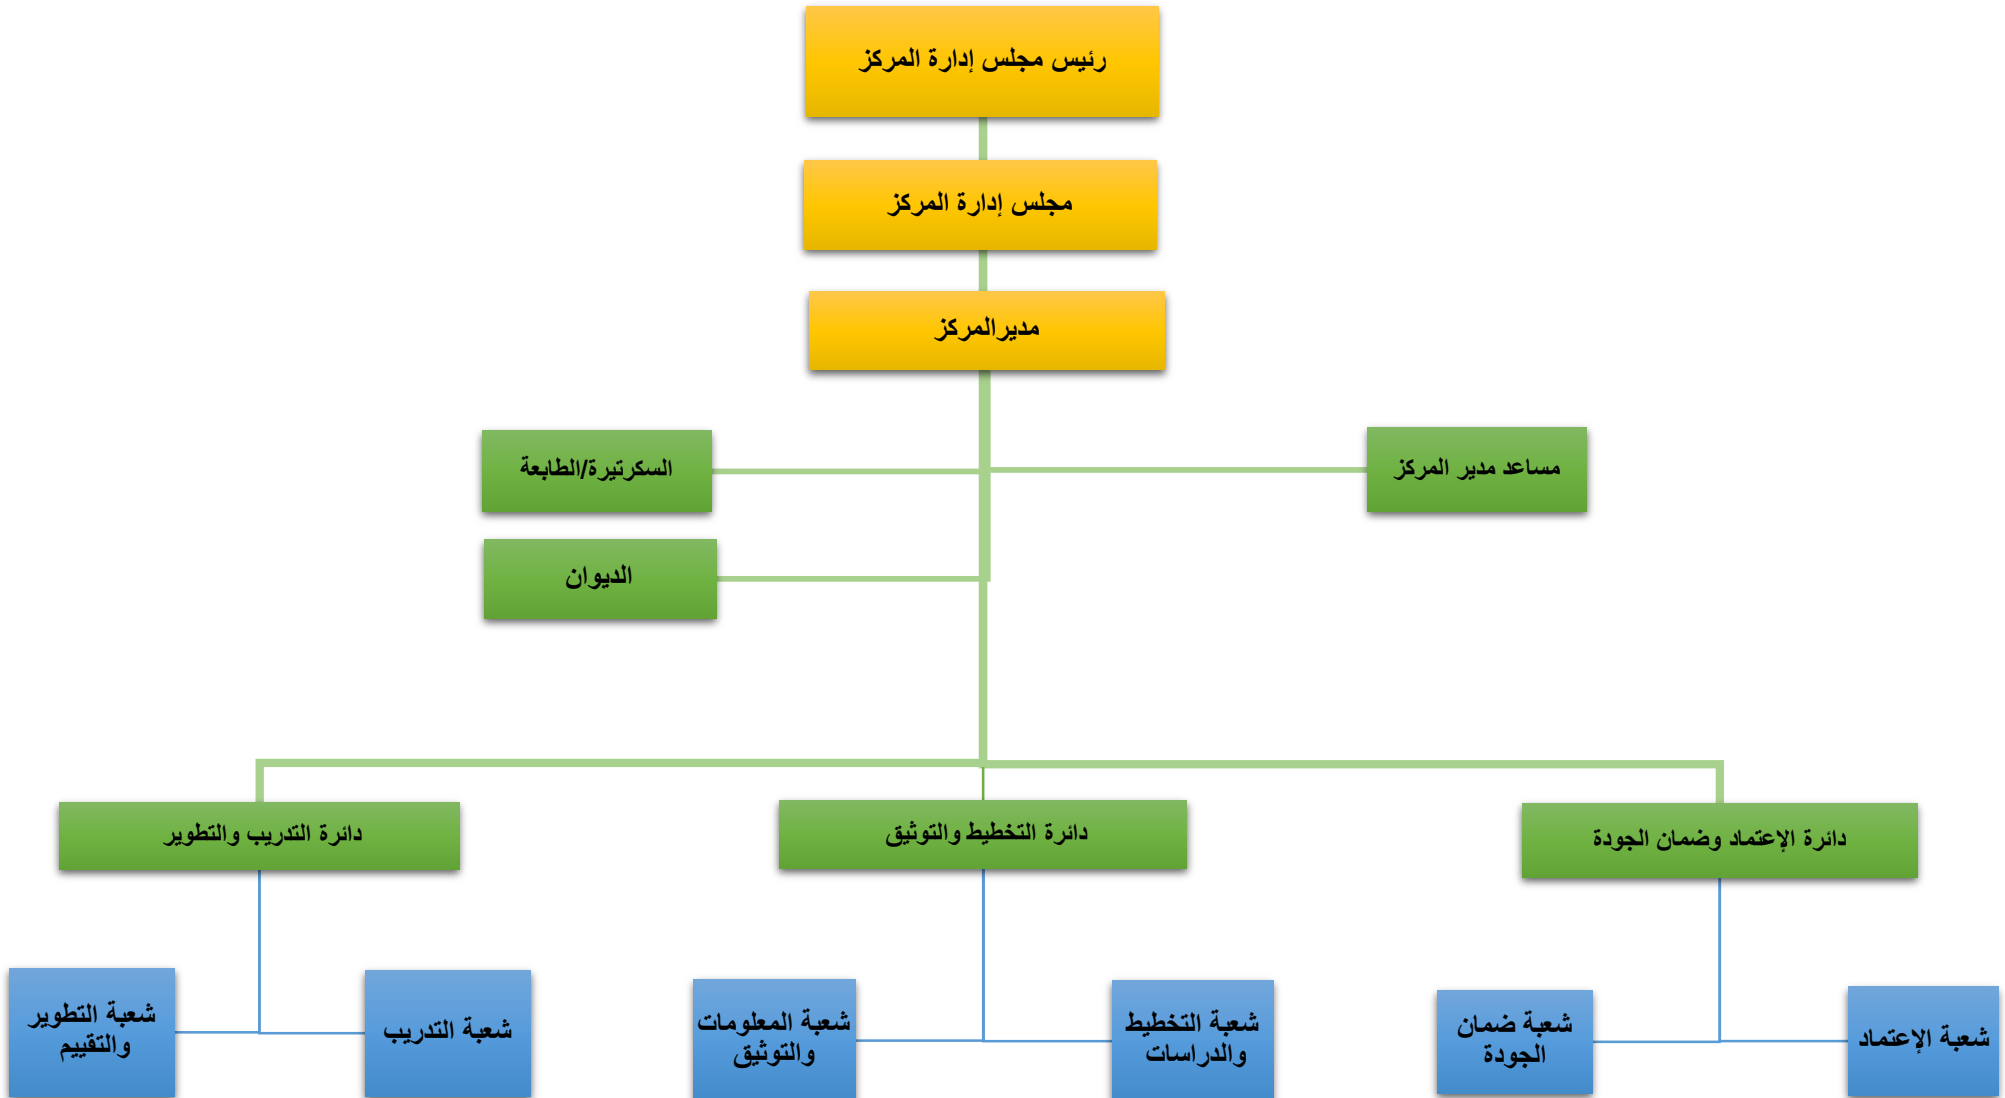 رئيس مجلس إدارة المركز
مجلس إدارة المركز
مديرالمركز
مساعد مدير المركز
السكرتيرة/الطابعة
الديوان
دائرة الإعتماد وضمان الجودة
دائرة التخطيط والتوثيق
دائرة التدريب والتطوير
شعبة الإعتماد
شعبة ضمان
الجودة
شعبة التخطيط
والدراسات
شعبة المعلومات
والتوثيق
شعبة التدريب
شعبة التطوير
والتقييم